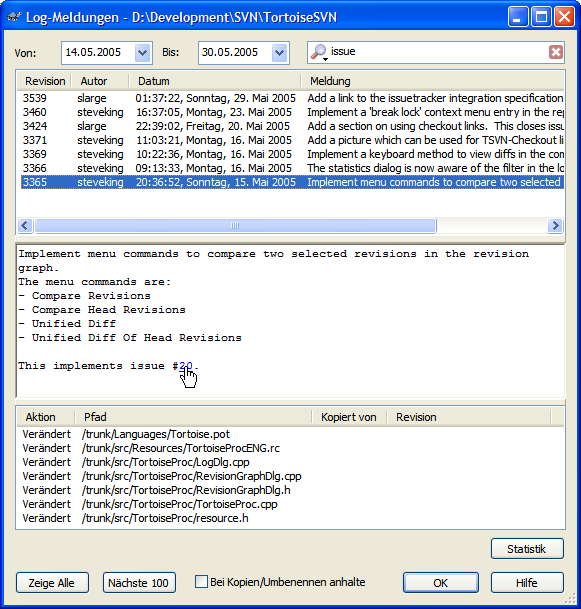 Log-Meldungen - D:\Development\SVN\TortoiseSVN
Von: 14.05.2005 Bis: 30.05.2005 issue
Revision Autor Datum Meldung
3539 slarge 01:37:22, Sonntag, 29. Mai 2005 Add a link to the issuetracker integration specification
3460 steveking 16:37:05, Montag, 23. Mai 2005 Implement a 'break lock' context menu entry in the rep
3424 slarge 22:39:02, Freitag, 20. Mai 2005 Add a section on using checkout links. This closes issu
3371 steveking 11:03:21, Montag, 16. Mai 2005 Add a picture which can be used for TSVN-Checkout li
3369 steveking 10:22:36, Montag, 16. Mai 2005 Implement a keyboard method to view diffs in the com
3366 steveking 09:13:33, Montag, 16. Mai 2005 The statistics dialog is now aware of the filter in the lo
3365 steveking 20:36:52, Sonntag, 15. Mai 2005 Implement menu commands to compare two selected
Implement menu commands to compare two selected revisions in the revision
graph.
The menu commands are:
- Compare Revisions
- Compare Head Revisions
- Unified Diff
- Unified Diff Of Head Revisions
This implements issue #20.
Aktion Pfad Kopiert von Revision
Verändert /trunk/Languages/Tortoise.pot
Verändert /trunk/src/Resources/TortoiseProcENG.rc
Verändert /trunk/src/TortoiseProc/LogDlg.cpp
Verändert /trunk/src/TortoiseProc/RevisionGraphDlg.cpp
Verändert /trunk/src/TortoiseProc/RevisionGraphDlg.h
Verändert /trunk/src/TortoiseProc/TortoiseProc.cpp
Verändert /trunk/src/TortoiseProc/resource.h
Statistik
Zeige Alle Nächste 100 Bei Kopien/Umbenennen anhalte OK Hilfe